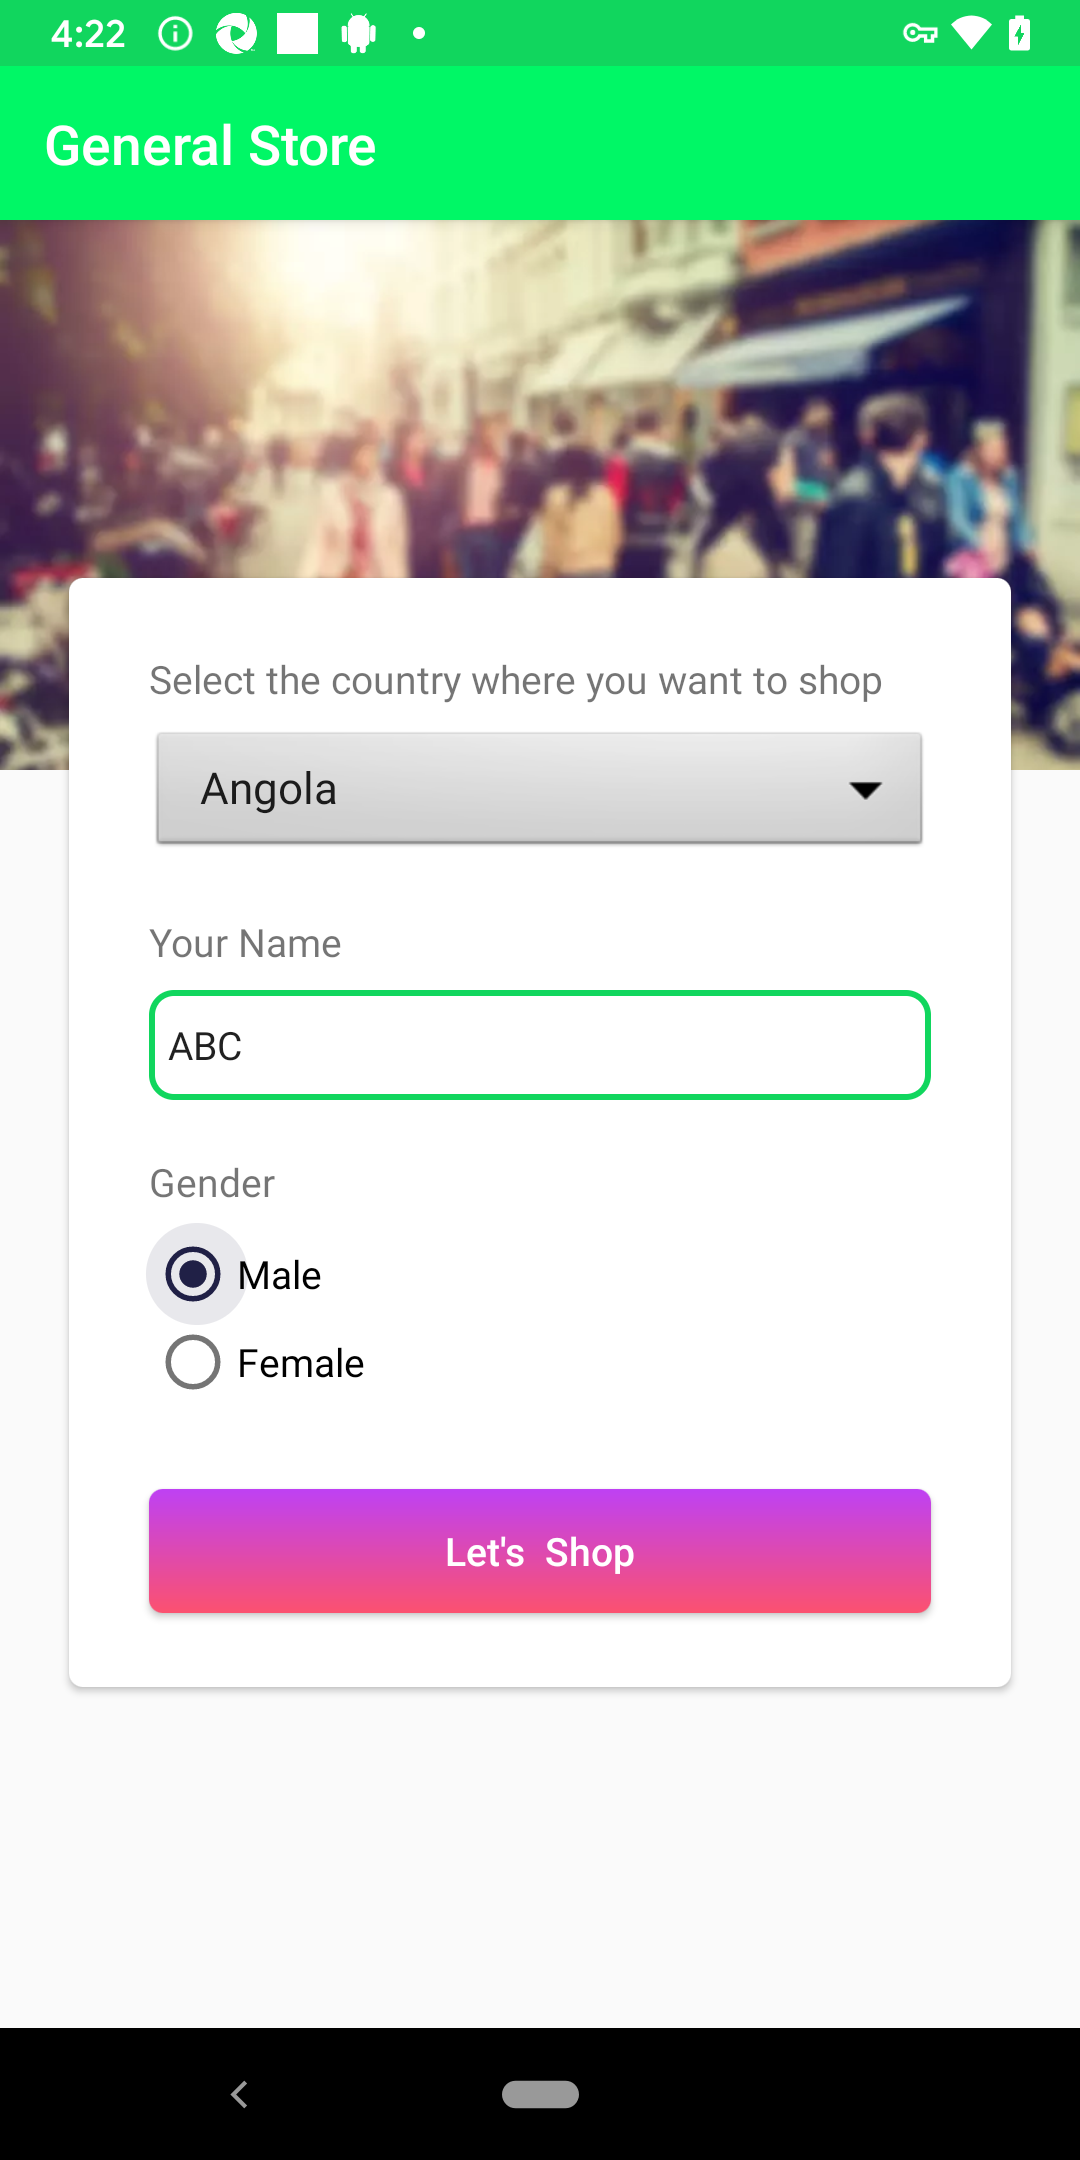 4:22
General Store
Select the country where you want to shop
Angola
Your Name
ABC
Gender
Male
Female
Let's  Shop